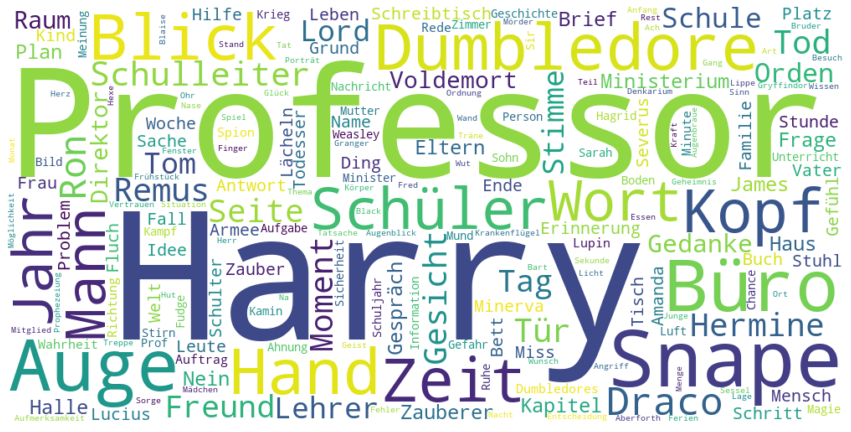 Raum
Kind
Plan
Meinung
Mörder
Blaise
Krieg
Hilfe
Leben
Lord
Grund
Stand
Tat
Porträt
Blick
Schreibtisch
Rede
Zimmer
Geschichte
Dumbledore
Anfang
Rest
Ach
Sir
Brief
Schule
Platz
Tod
Orden
Art
Bruder
Besuch
Gang
Schulleiter
Voldemort
Ministerium
Professor
Herz
Hexe
Ohr
Nase
Spiel
Glück
Nachricht
Mutter
Weasley
Granger
Ordnung
Wand
Träne
Person
Teil
Lippe
Sinn
Denkarium
Gryffindor
Wissen
Hagrid
Kraft
Augenbraue
Minute
Stunde
Frage
Ron
Direktor
Woche
Sache
Tom
Bild
Fenster
Frühstück
Spion
Finger
Lächeln
Todesser
Name
Ding
Minister
Eltern
Stimme
Severus
Sohn
Sarah
Familie
Unterricht
Vater
Geheimnis
Jahr
Mann
Monat
Möglichkeit
Frau
Problem
Remus
Antwort
Vertrauen
Situation
Thema
Körper
Wut
Fred
Ende
Boden
James
Gefühl
Seite
Schüler
Wort
Kopf
Essen
Erinnerung
Fluch
Fall
Kampf
Idee
Armee
Aufgabe
Herr
Black
Tatsache
Augenblick
Mund
Krankenflügel
Lupin
Gedanke
Haus
Harry
Richtung
Welt
Schulter
Zauber
Kamin
Na
Moment
Sicherheit
Schuljahr
Gespräch
Gesicht
Information
Bart
Sekunde
Licht
Tag
Minerva
Tisch
Amanda
Buch
Stuhl
Chance
Ort
Büro
Mitglied
Prophezeiung
Hut
Fudge
Stirn
Wahrheit
Treppe
Prof
Leute
Ahnung
Geist
Gefahr
Bett
Tür
Miss
Wunsch
Angriff
Junge
Luft
Hermine
Auge
Auftrag
Nein
Mädchen
Sorge
Hand
Ruhe
Zeit
Dumbledores
Snape
Menge
Sessel
Lage
Mensch
Halle
Aufmerksamkeit
Lucius
Freund
Lehrer
Fehler
Zauberer
Kapitel
Macht
Entscheidung
Draco
Aberforth
Ferien
Schritt
Magie